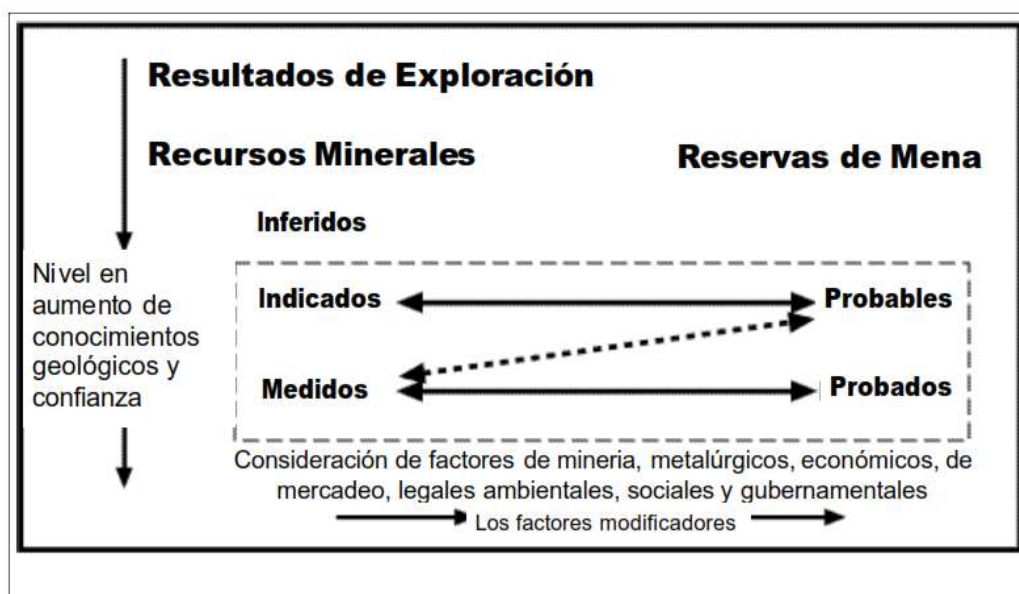 Resultados de Exploración
Recursos Minerales
Reservas de Mena
Inferidos
Nivel en
aumento de
conocimientos
geológicos y
confianza
Indicados
Probables
Medidos
Probados
Consideración de factores de mineria, metalúrgicos, económicos, de
mercadeo, legales ambientales, sociales y gubernamentales
Los factores modificadores